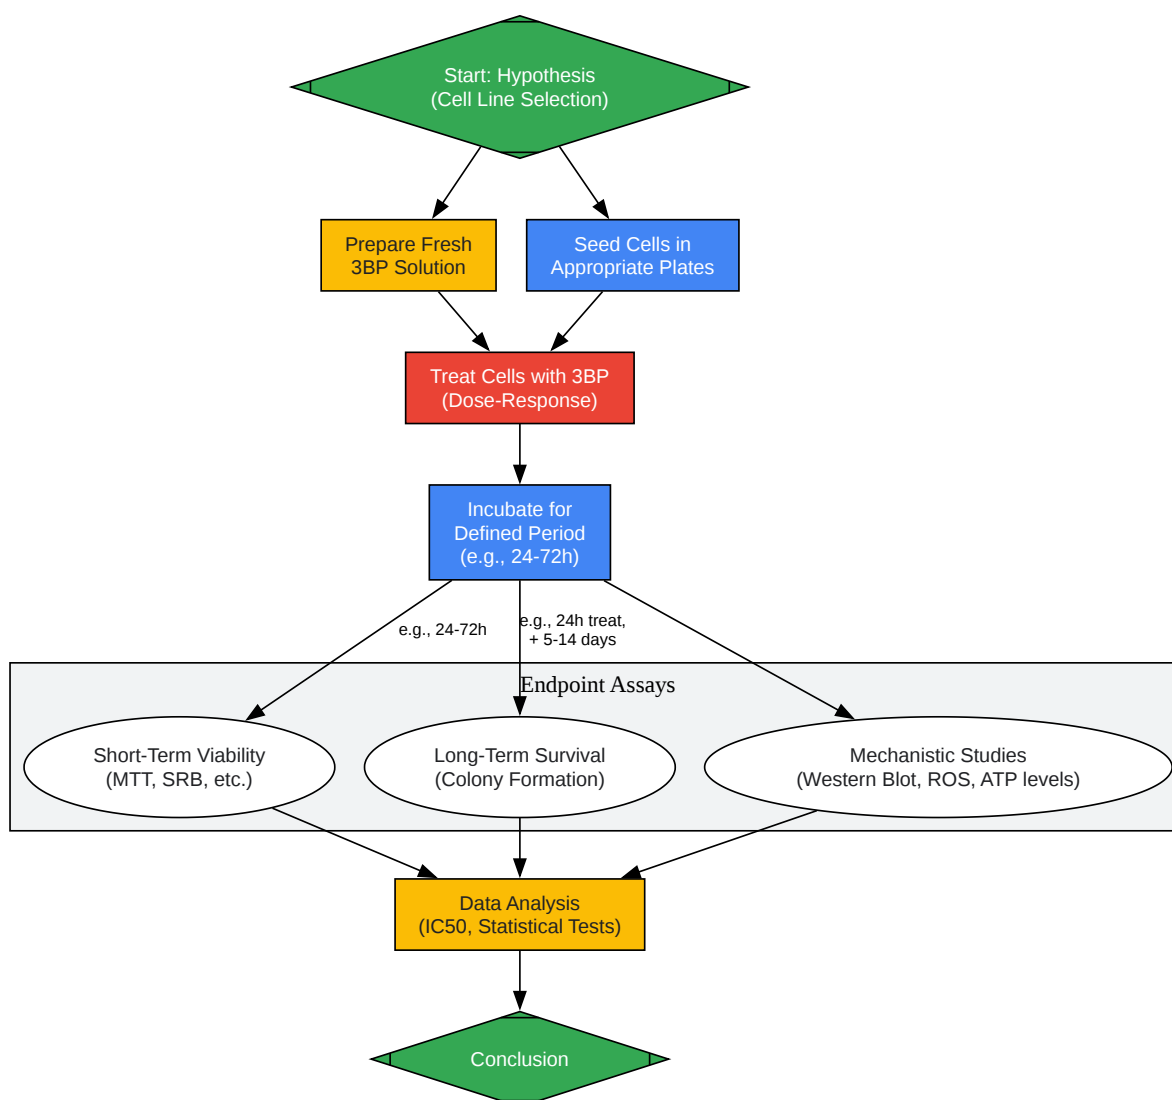 Start: Hypothesis
(Cell Line Selection)
Prepare Fresh
3BP Solution
Seed Cells in
Appropriate Plates
Treat Cells with 3BP
(Dose-Response)
Incubate for
Defined Period
(e.g., 24-72h)
e.g., 24-72h
e.g., 24h treat,
+ 5-14 days
Endpoint Assays
Short-Term Viability
(MTT, SRB, etc.)
Long-Term Survival
(Colony Formation)
Mechanistic Studies
(Western Blot, ROS, ATP levels)
Data Analysis
(IC50, Statistical Tests)
Conclusion